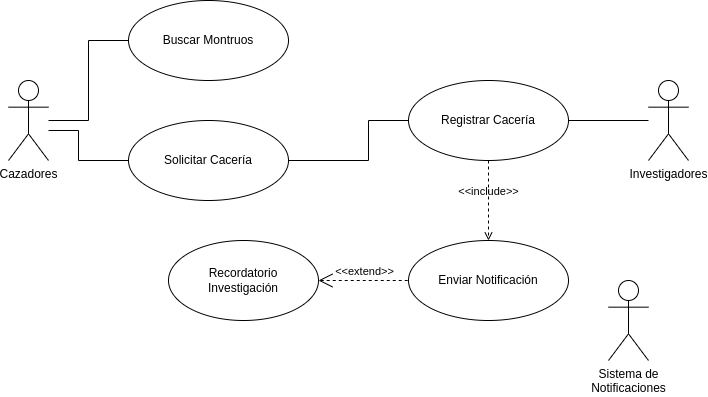 Buscar Montruos
Registrar Cacería
Solicitar Cacería
Cazadores
Investigadores
<<include>>
Recordatorio
Investigación
<<extend>>
Enviar Notificación
Sistema de
Notificaciones